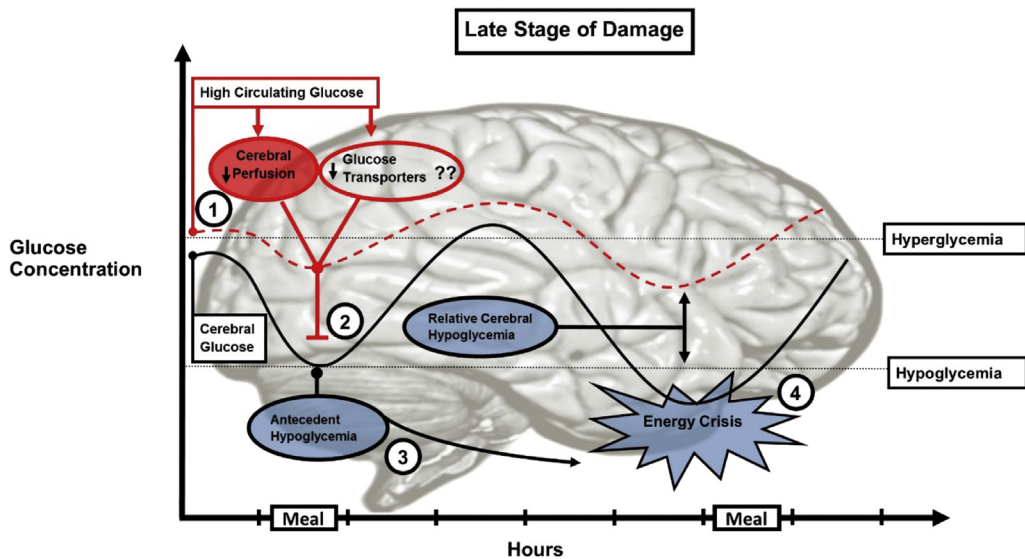 Late Stage of Damage
High Circulating Glucose
Cerebral
Perfusion
Glucose
Transporters ??
1
Glucose
Concentration
Hyperglycemia
2
Cerebral
Glucose
Relative Cerebral
Hypoglycemia
Hypoglycemia
4
Energy Crisis
Antecedent
Hypoglycemia
3
Meal
Meal
Hours